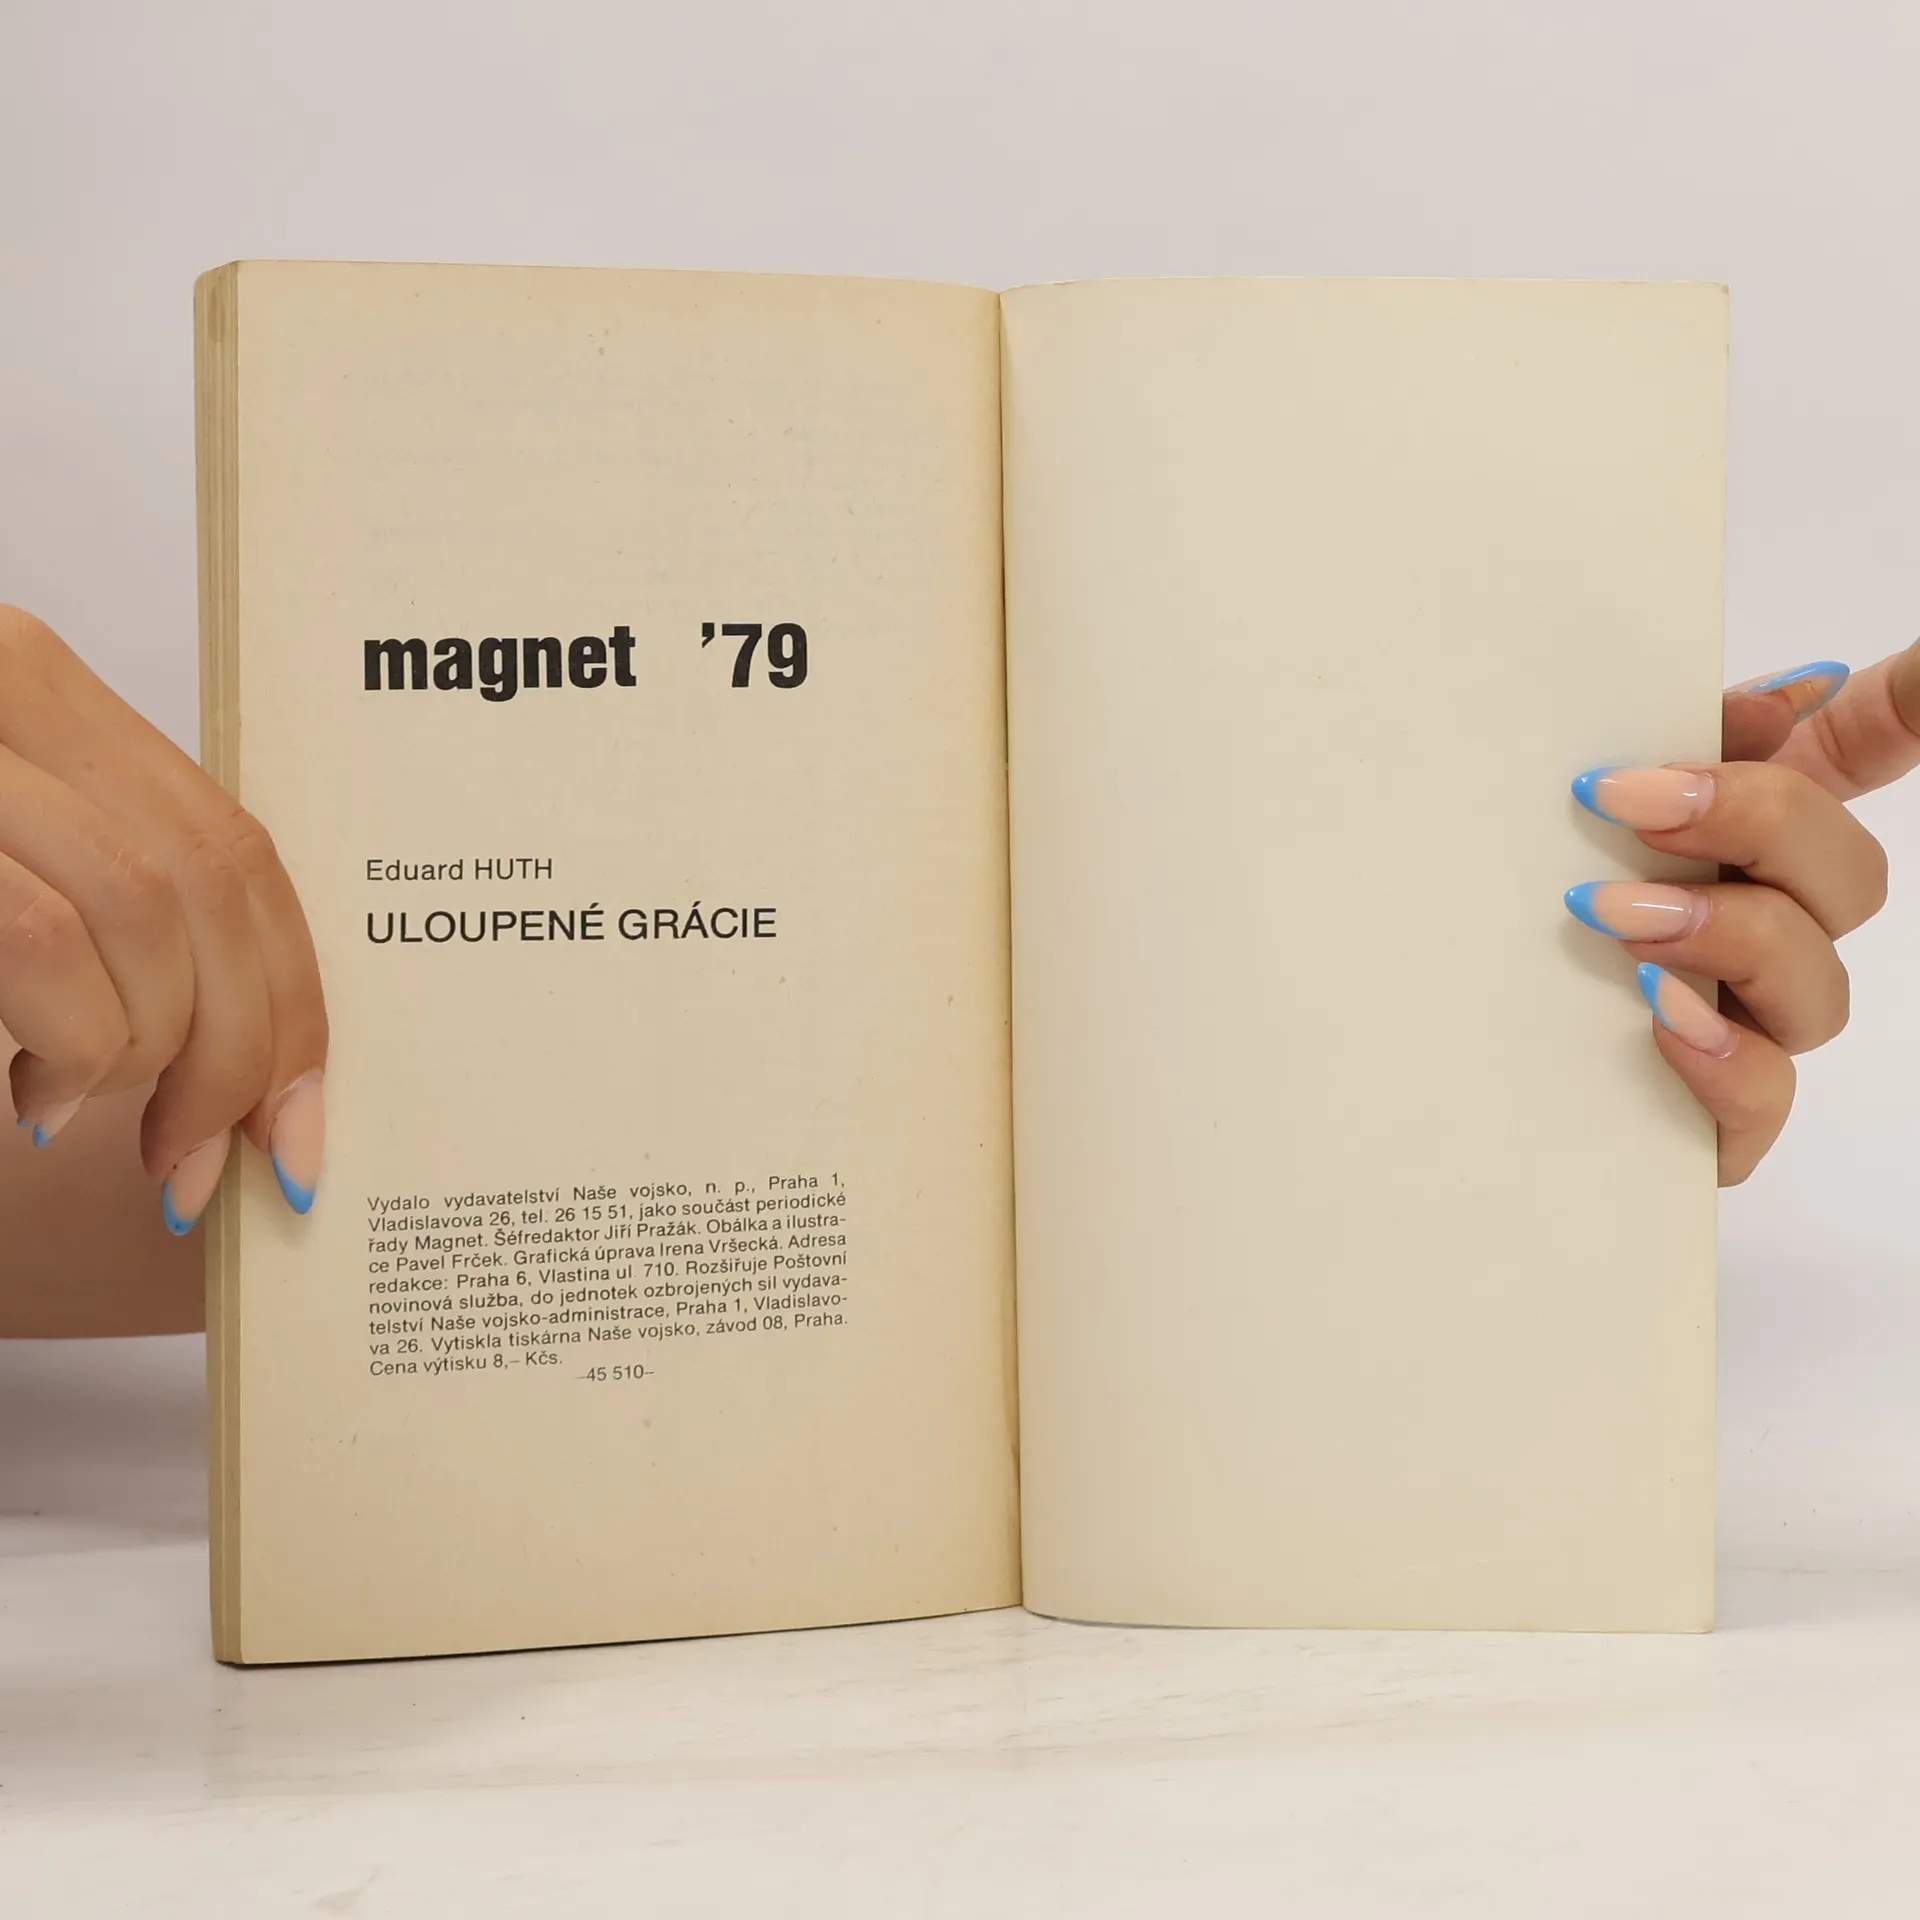 magnet ’79
Eduard HUTH
ULOUPENÉ GRÁCIE
Vydalo vydavatelství Naše vojsko, n. p., Praha 1,
Vladislavova 26, tel. 26 15 51, jako součást periodické
řady Magnet. Šéfredaktor Jiří Pražák. Obálka a ilustra-
ce Pavel Frček. Grafická úprava Irena Vršecká. Adresa
redakce: Praha 6, Vlastina ul. 710. Rozšiřuje Poštovní
novinová služba, do jednotek ozbrojených sil vydava-
telství Naše vojsko-administrace, Praha 1, Vladislavo-
va 26. Vytiskla tiskárna Naše vojsko, závod 08, Praha.
Cena výtisku 8,– Kčs.
–45 510–